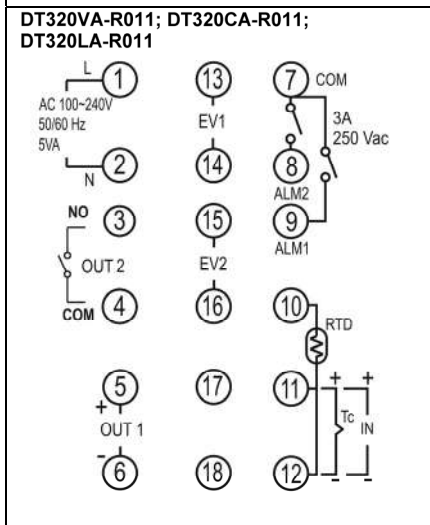 DT320VA-R011; DT320CA-R011;
DT320LA-R011
L 1 13 7 COM
AC 100~240V
50/60 Hz
5VA
EV1
3A
250 Vac
N 2 14 8
ALM2
NO 3 15 9
ALM1
OUT 2
EV2
COM 4 16 10
RTD
5 17 11 + +
+
OUT 1
Tc IN
-
6 18 12 - -